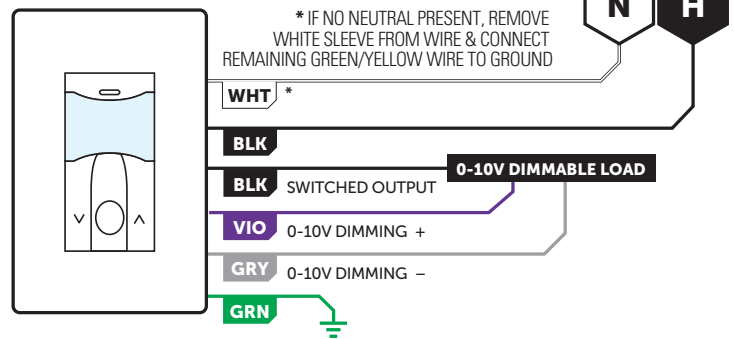 N H
* IF NO NEUTRAL PRESENT, REMOVE
WHITE SLEEVE FROM WIRE & CONNECT
REMAINING GREEN/YELLOW WIRE TO GROUND
WHT *
BLK
0-10V DIMMABLE LOAD
BLK SWITCHED OUTPUT
VIO 0-10V DIMMING +
GRY 0-10V DIMMING –
GRN